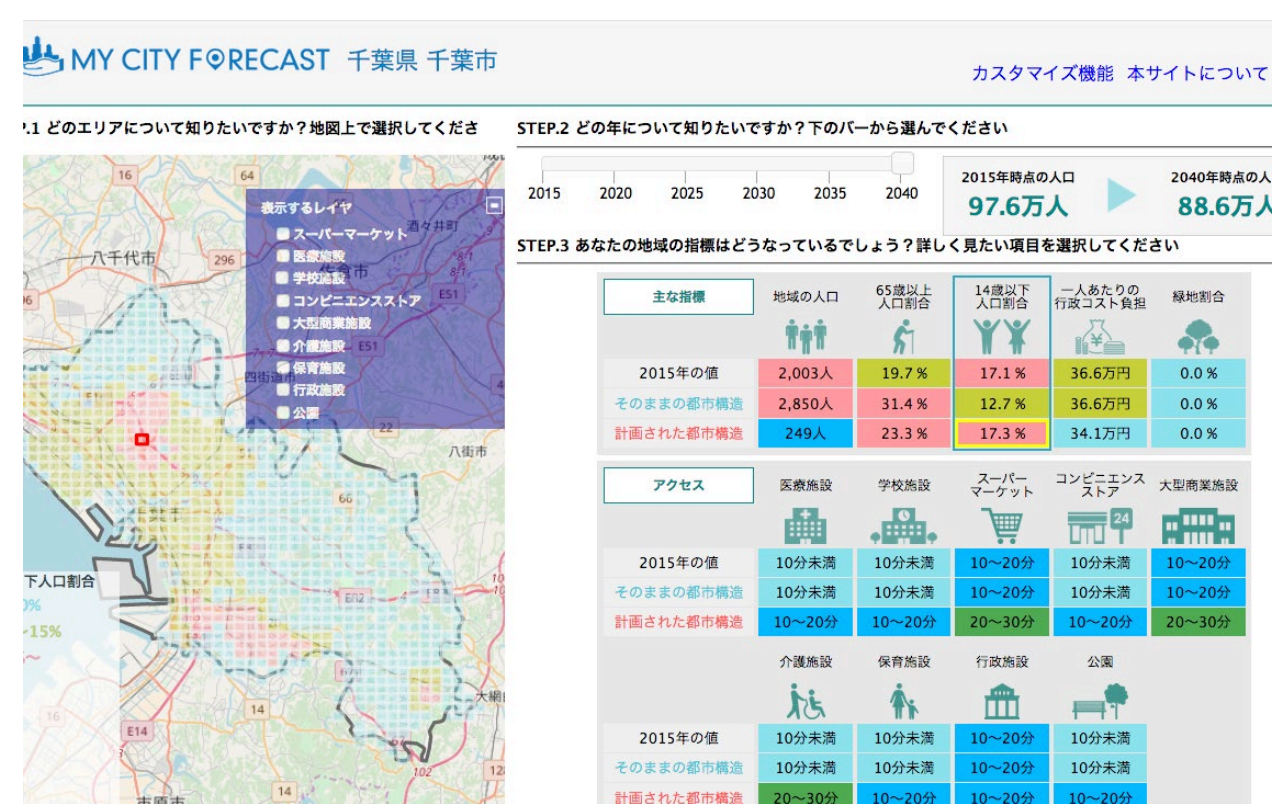 MY CITY FORECAST 千葉県 千葉市
カスタマイズ機能 本サイトについて
.1 どのエリアについて知りたいですか？地図上で選択してくださ
STEP.2 どの年について知りたいですか？下のバーから選んでください
2015 2020 2025 2030 2035 2040
2015年時点の人口
97.6万人
2040年時点の人
88.6万人
STEP.3 あなたの地域の指標はどうなっているでしょう？詳しく見たい項目を選択してください
表示するレイヤ
スーパーマーケット
医療施設
学校施設
コンビニエンスストア
大型商業施設
介護施設
保育施設
行政施設
公園
16
64
八千代市
296
酒々井町
佐倉市
E51
E51
四街道市
22
八街市
66
千葉市
E82
下人口割合
0%
~15%
16
E14
14
14
102
12
大網
市原市
主な指標 地域の人口 65歳以上人口割合 14歳以下人口割合 一人あたりの行政コスト負担 緑地割合
2015年の値 2,003人 19.7 % 17.1 % 36.6万円 0.0 %
そのままの都市構造 2,850人 31.4 % 12.7 % 36.6万円 0.0 %
計画された都市構造 249人 23.3 % 17.3 % 34.1万円 0.0 %
アクセス 医療施設 学校施設 スーパーマーケット コンビニエンスストア 大型商業施設
24
2015年の値 10分未満 10分未満 10〜20分 10分未満 10〜20分
そのままの都市構造 10分未満 10分未満 10〜20分 10分未満 10〜20分
計画された都市構造 10〜20分 10〜20分 20〜30分 10〜20分 20〜30分
介護施設 保育施設 行政施設 公園
2015年の値 10分未満 10分未満 10〜20分 10分未満
そのままの都市構造 10分未満 10分未満 10〜20分 10分未満
計画された都市構造 20〜30分 10〜20分 10〜20分 10〜20分